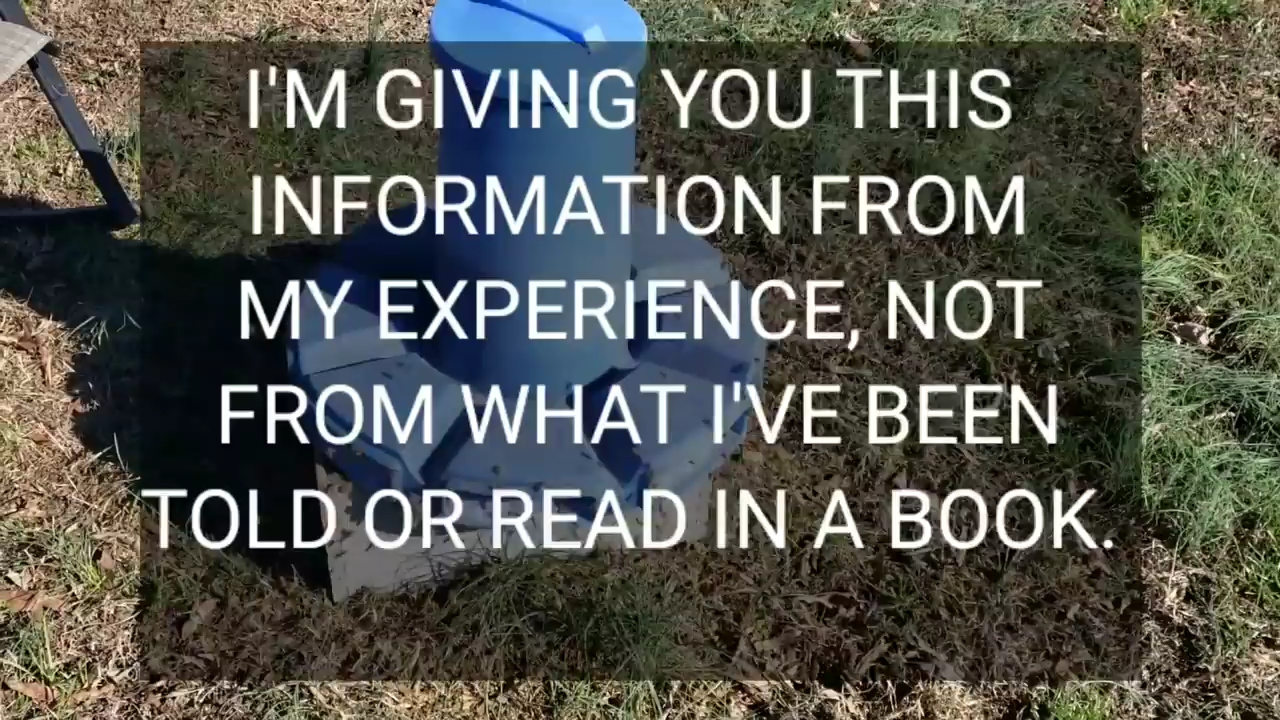 I'M GIVING YOU THIS
INFORMATION FROM
MY EXPERIENCE, NOT
FROM WHAT I'VE BEEN
TOLD OR READ IN A BOOK.